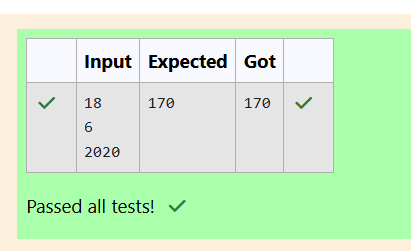 Input Expected Got
18 170 170
6
2020
Passed all tests!